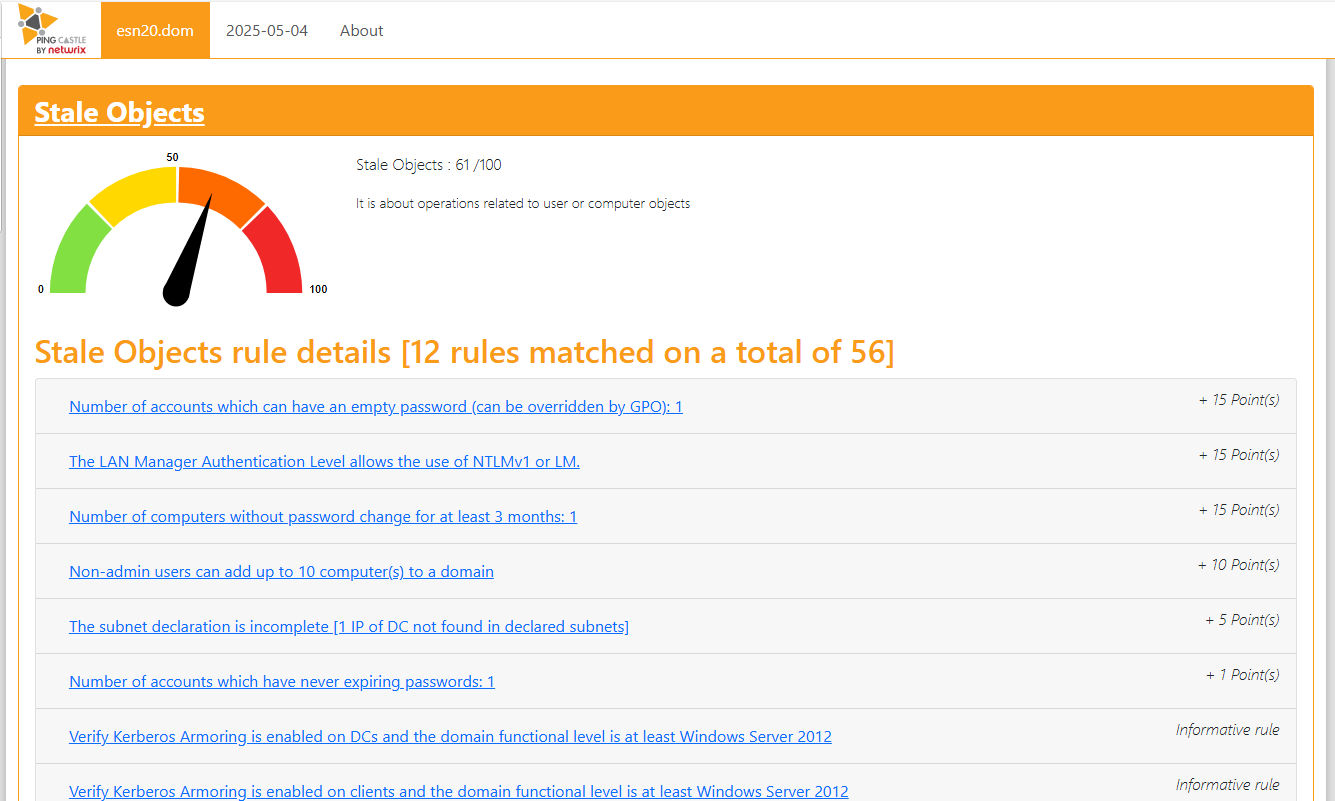 PING CASTLE
BY netwrix
esn20.dom
2025-05-04
About
Stale Objects
50
0
100
Stale Objects : 61 /100
It is about operations related to user or computer objects
Stale Objects rule details [12 rules matched on a total of 56]
Number of accounts which can have an empty password (can be overridden by GPO): 1
+ 15 Point(s)
The LAN Manager Authentication Level allows the use of NTLMv1 or LM.
+ 15 Point(s)
Number of computers without password change for at least 3 months: 1
+ 15 Point(s)
Non-admin users can add up to 10 computer(s) to a domain
+ 10 Point(s)
The subnet declaration is incomplete [1 IP of DC not found in declared subnets]
+ 5 Point(s)
Number of accounts which have never expiring passwords: 1
+ 1 Point(s)
Verify Kerberos Armoring is enabled on DCs and the domain functional level is at least Windows Server 2012
Informative rule
Verify Kerberos Armoring is enabled on clients and the domain functional level is at least Windows Server 2012
Informative rule